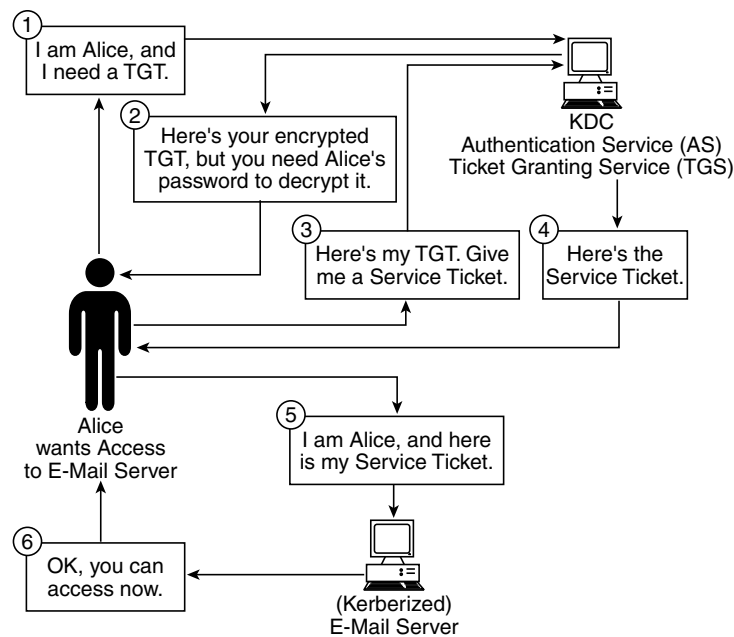 1
I am Alice, and
I need a TGT.
2
Here's your encrypted
TGT, but you need Alice's
password to decrypt it.
KDC
Authentication Service (AS)
Ticket Granting Service (TGS)
3
Here's my TGT. Give
me a Service Ticket.
4
Here's the
Service Ticket.
Alice
wants Access
to E-Mail Server
5
I am Alice, and here
is my Service Ticket.
6
OK, you can
access now.
(Kerberized)
E-Mail Server